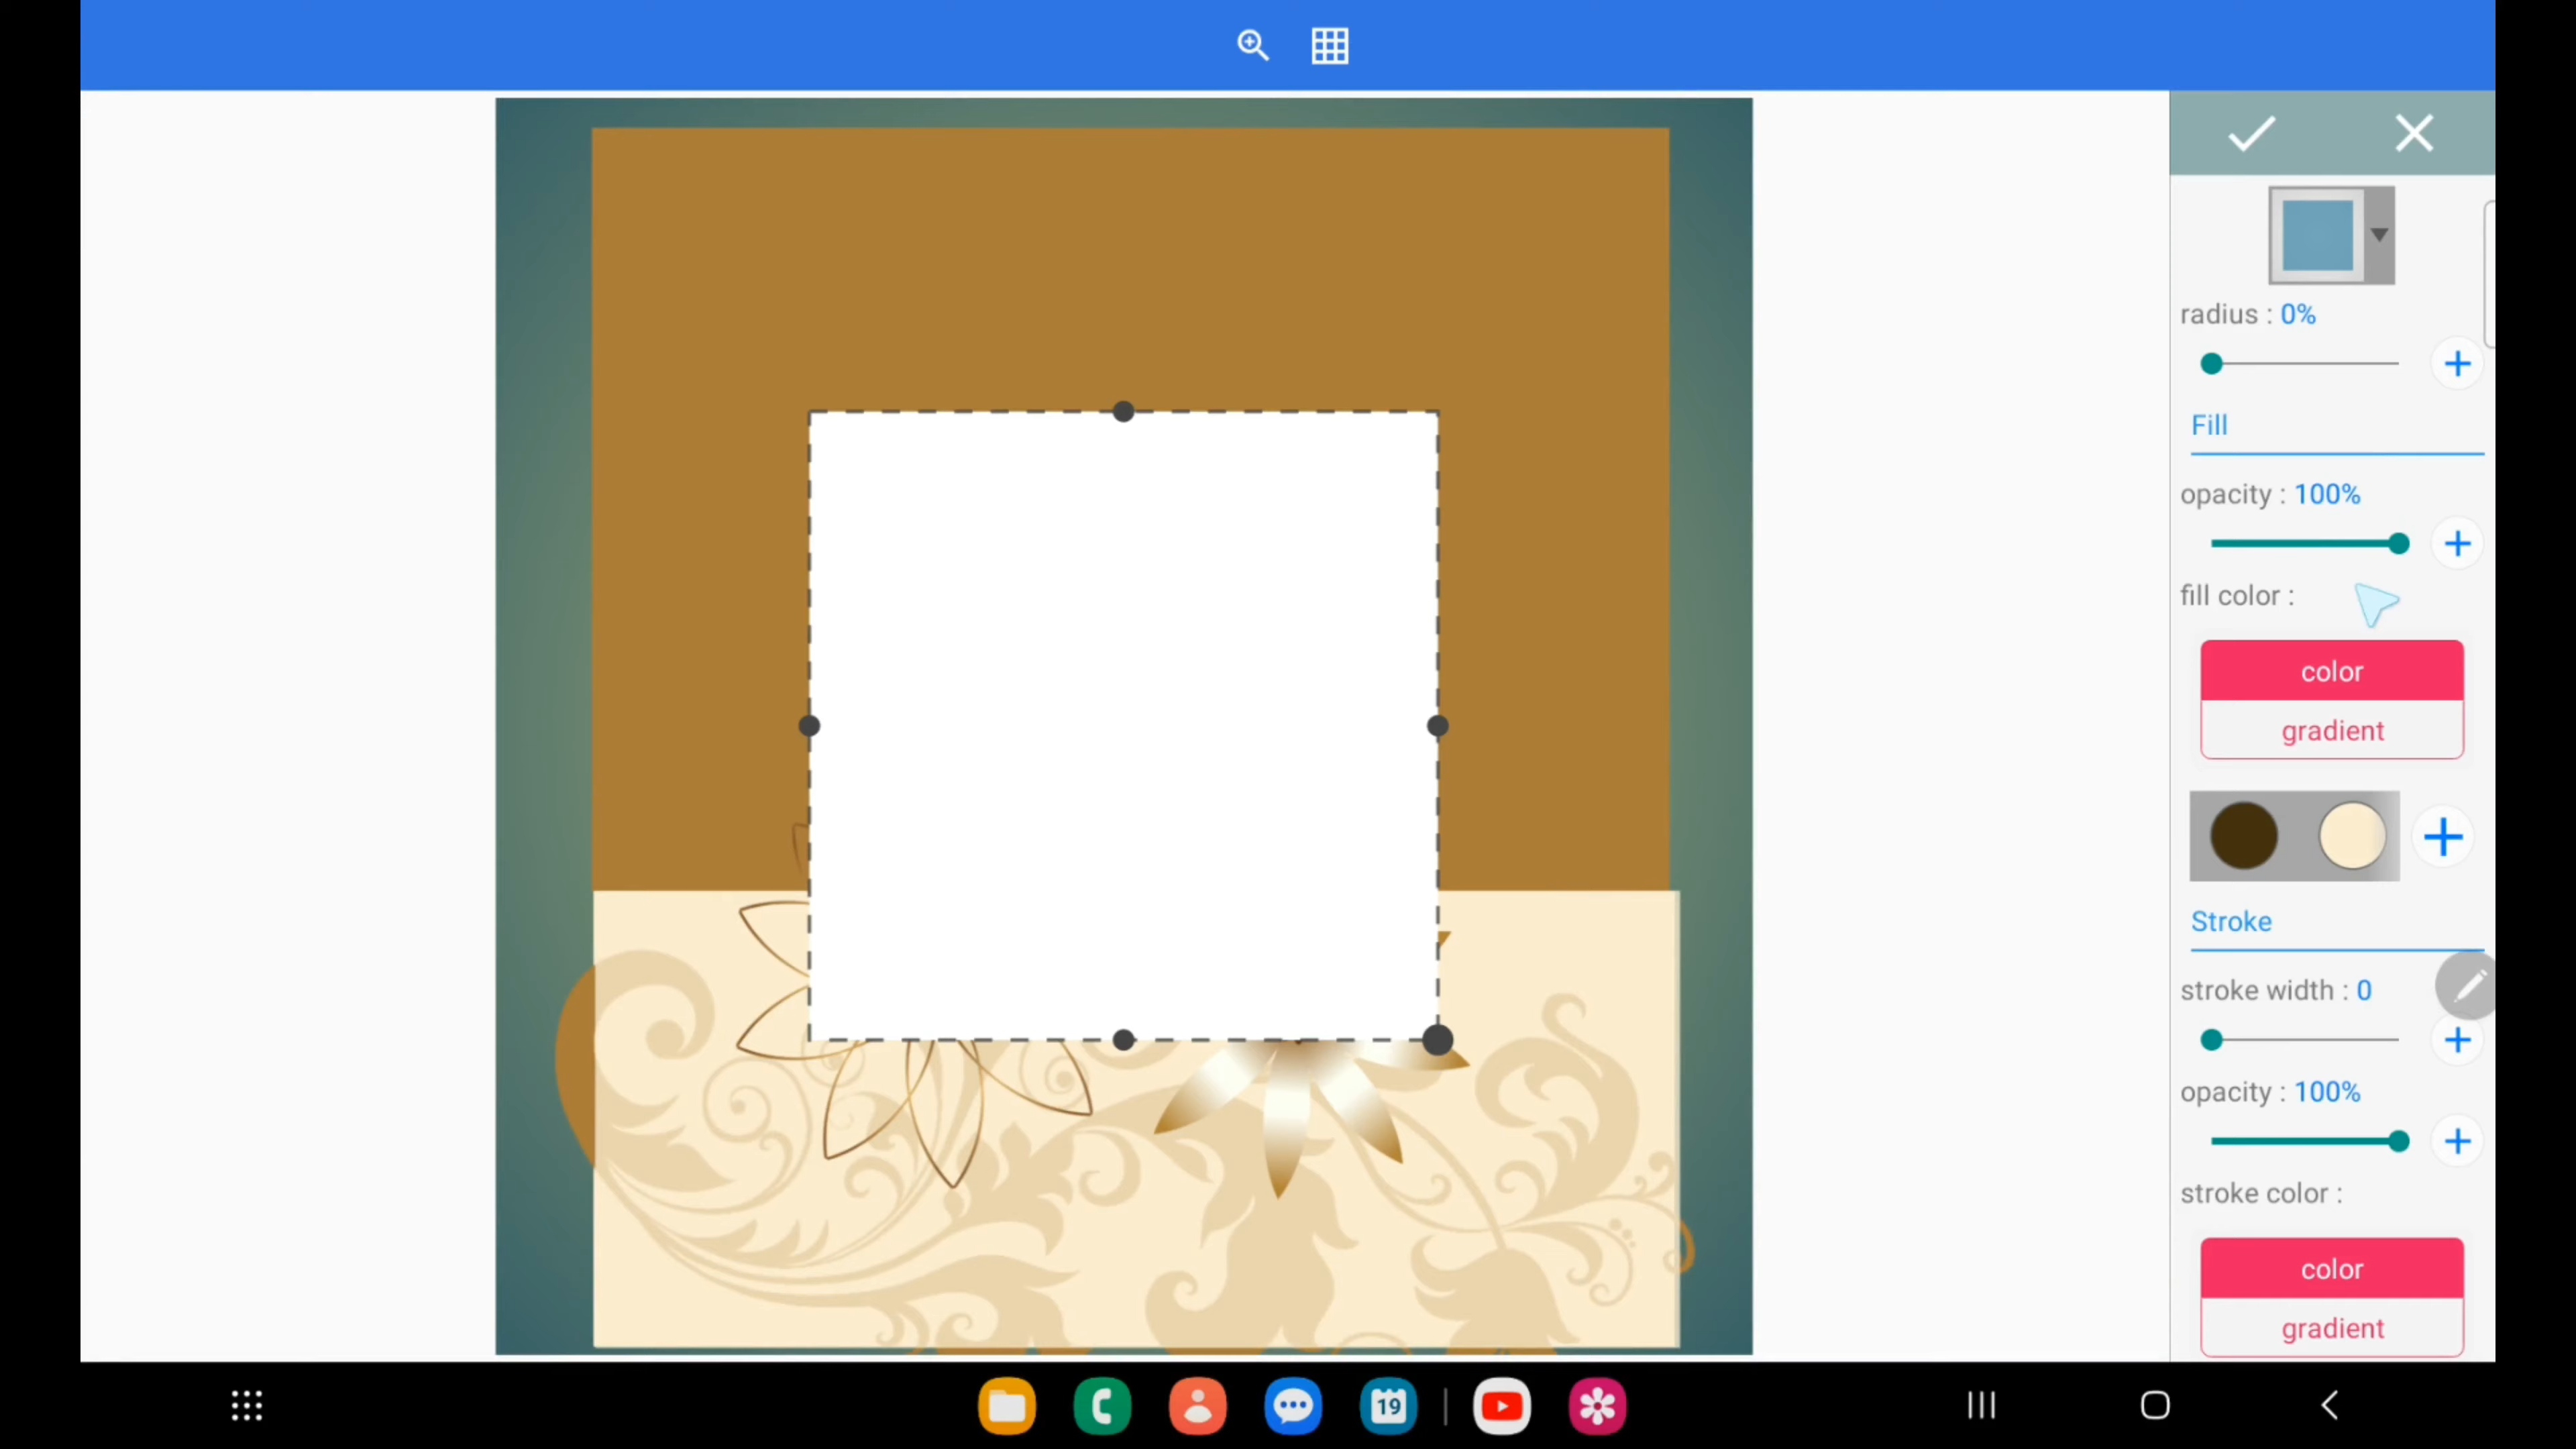 radius : 0%
Fill
opacity : 100%
fill color :
color
gradient
Stroke
stroke width : 0
opacity : 100%
stroke color :
color
gradient
19